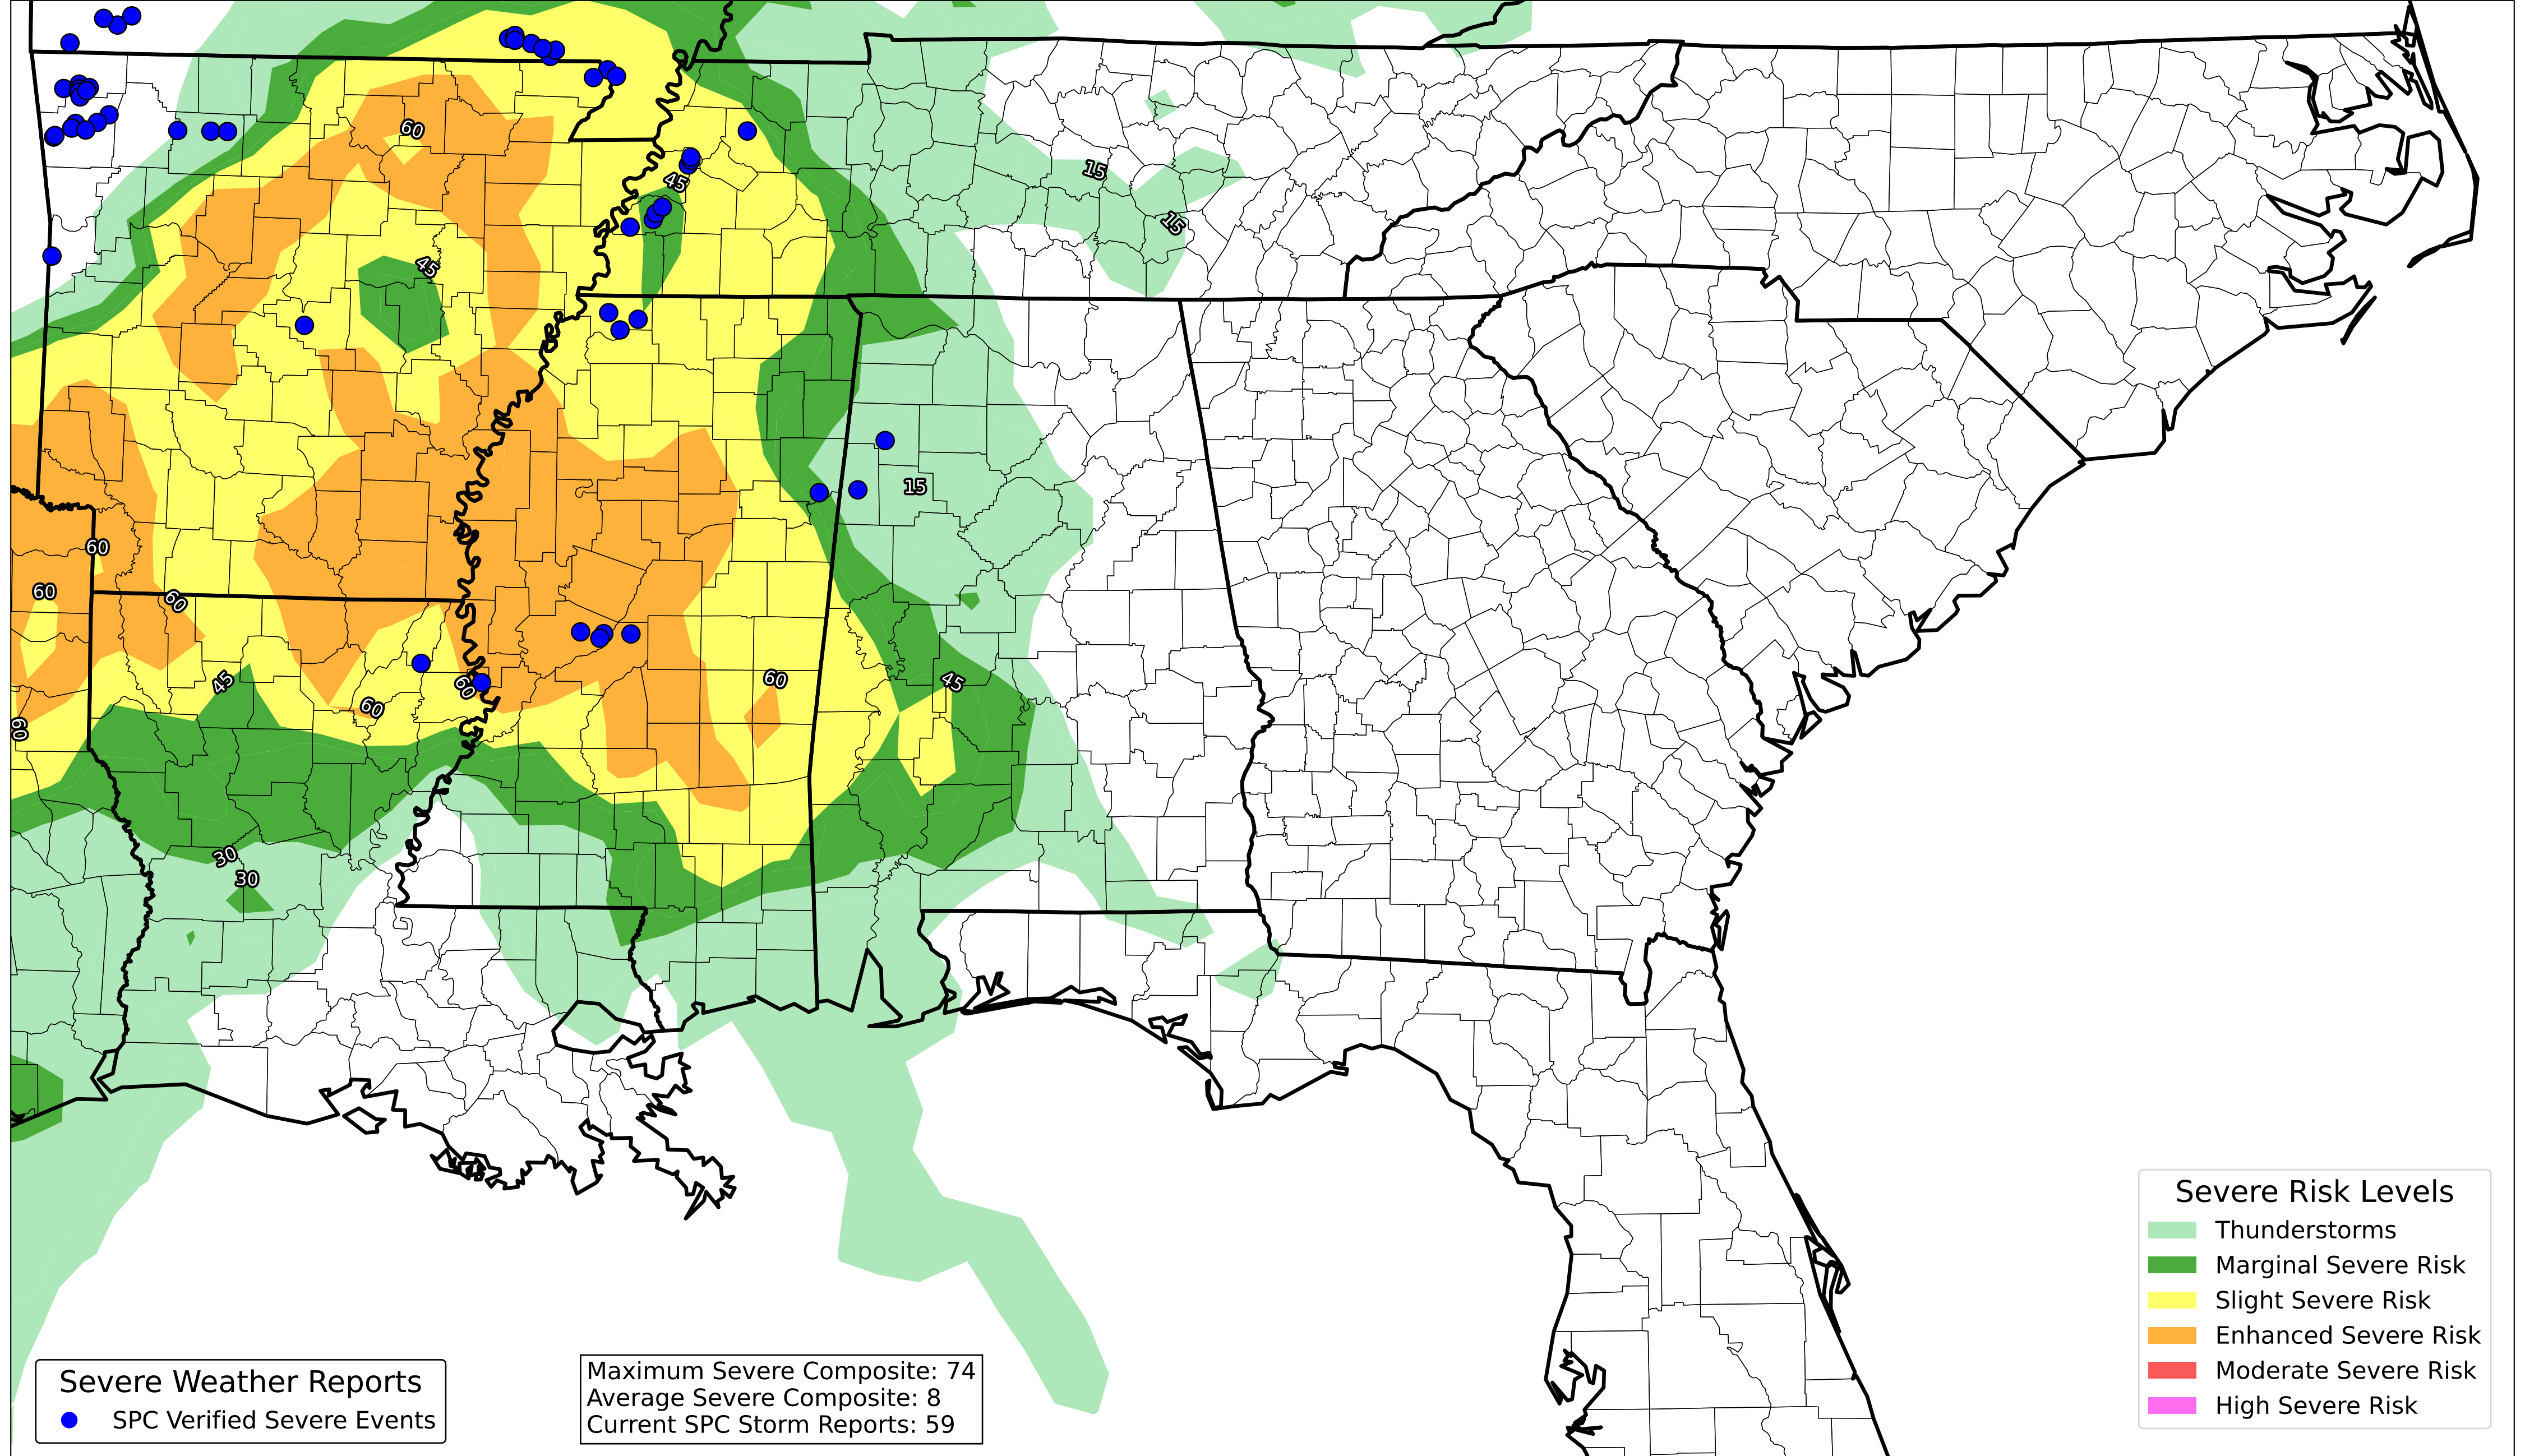 60
45
15
45
15
15
60
60
60
45
60
60
60
45
60
30
30
Severe Risk Levels
Thunderstorms
Marginal Severe Risk
Slight Severe Risk
Enhanced Severe Risk
Moderate Severe Risk
High Severe Risk
Severe Weather Reports
SPC Verified Severe Events
Maximum Severe Composite: 74
Average Severe Composite: 8
Current SPC Storm Reports: 59